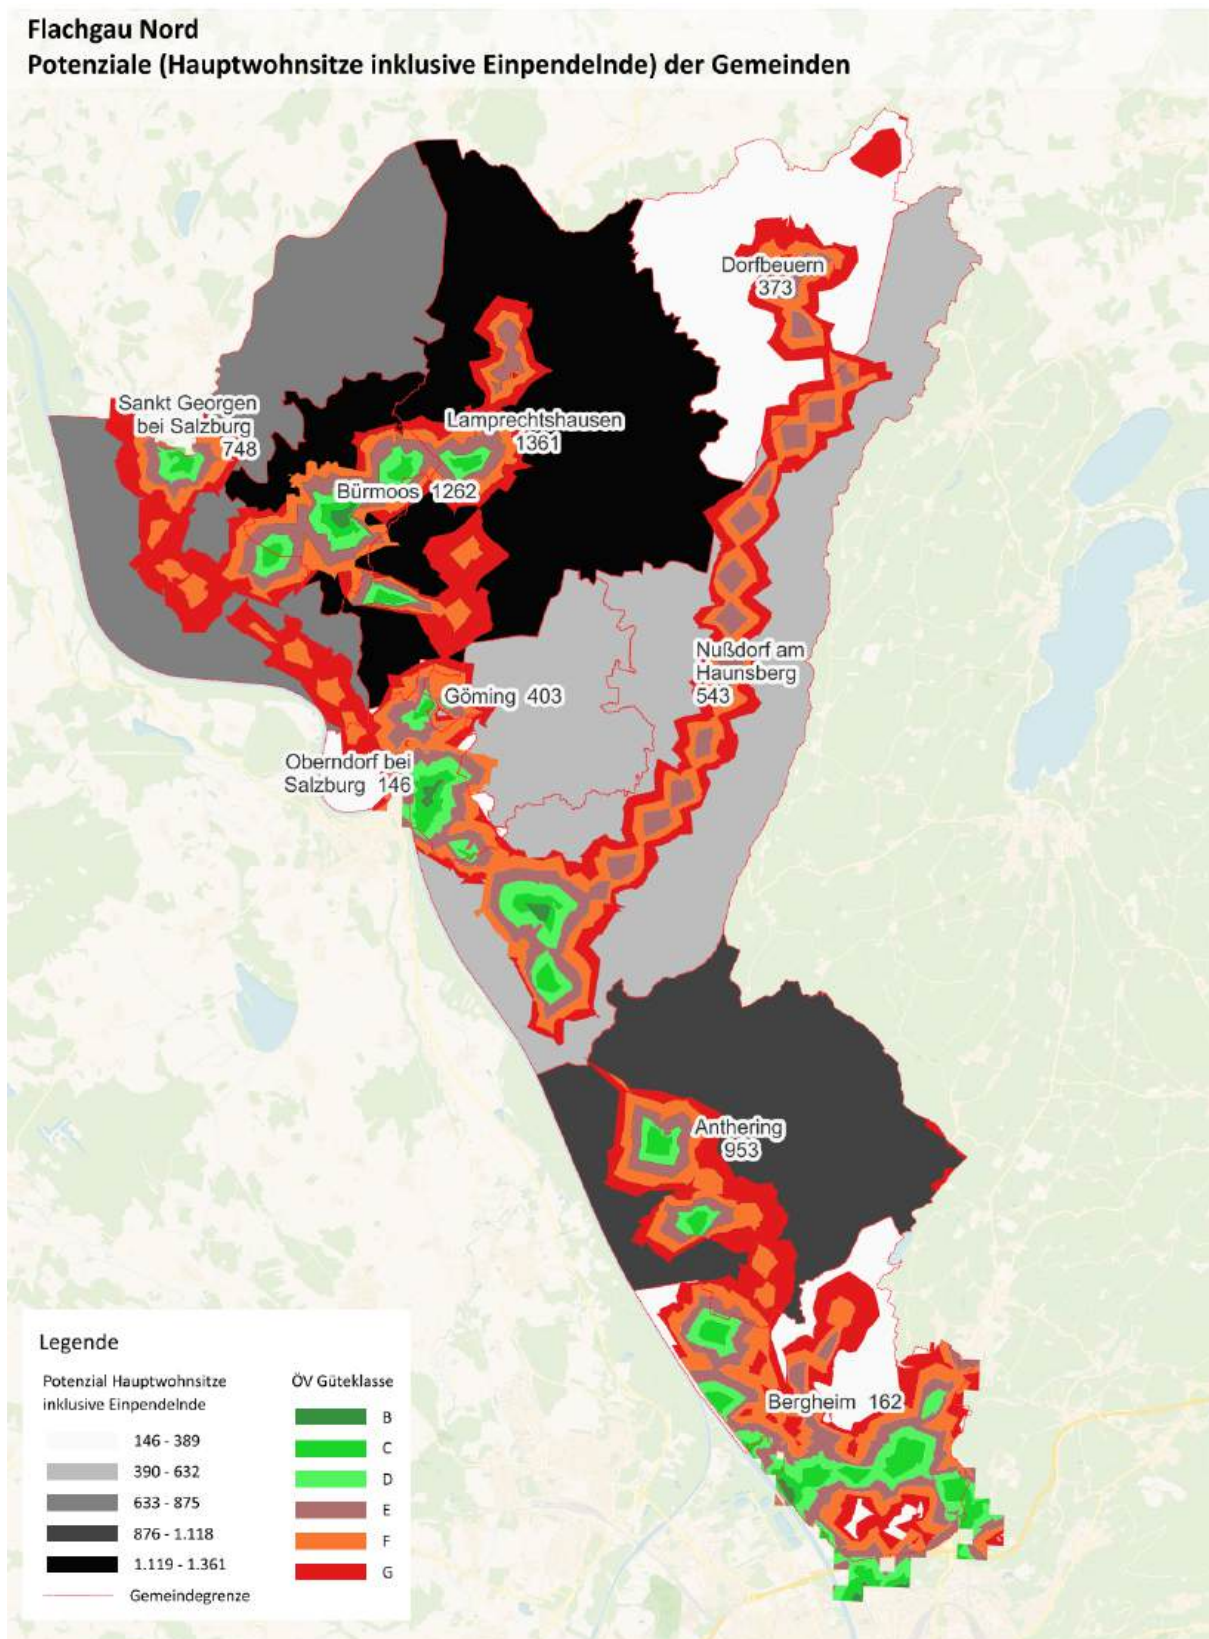 Flachgau Nord
Potenziale (Hauptwohnsitze inklusive Einpendelnde) der Gemeinden
Dorfbeuern
373
Sankt Georgen
bei Salzburg
748
Lamprechtshausen
1361
Bürmoos 1262
Nußdorf am
Haunsberg
543
Göming 403
Oberndorf bei
Salzburg 146
Anthering
953
Bergheim 162
Legende
Potenzial Hauptwohnsitze
inklusive Einpendelnde
146 - 389
390 - 632
633 - 875
876 - 1.118
1.119 - 1.361
Gemeindegrenze
ÖV Güteklasse
B
C
D
E
F
G